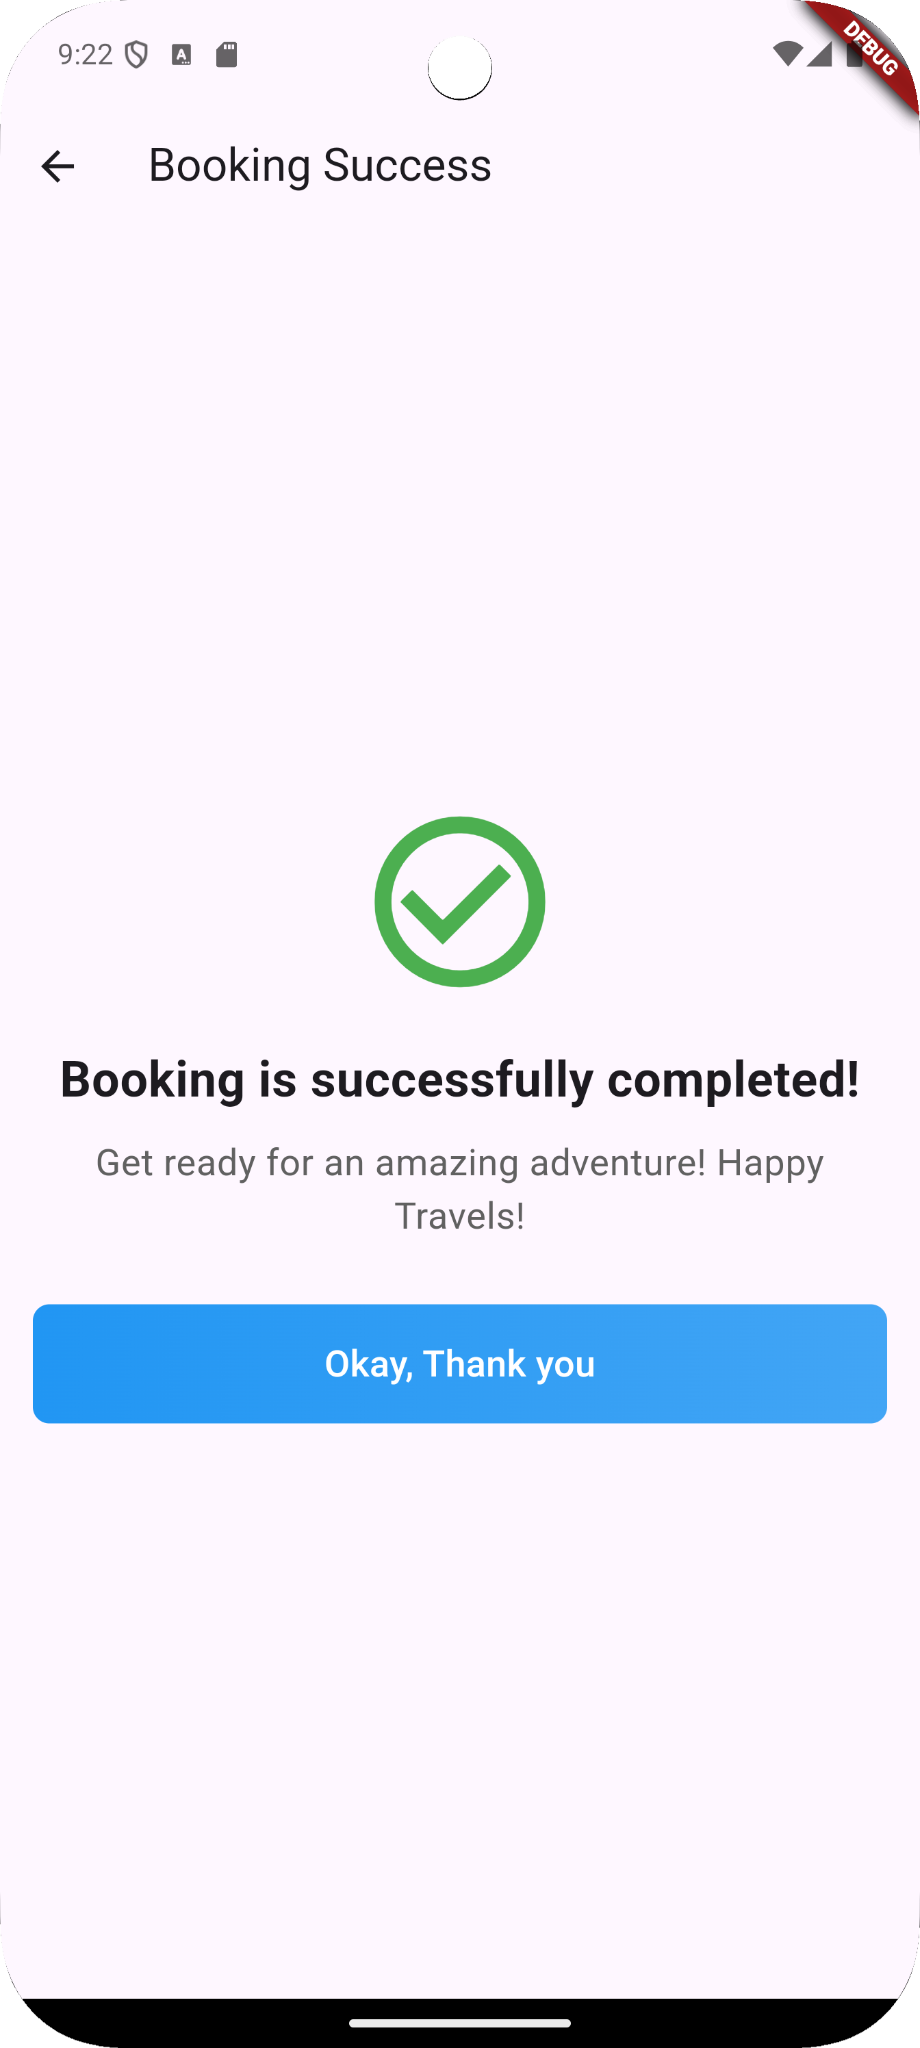 9:22
A
DEBUG
Booking Success
Booking is successfully completed!
Get ready for an amazing adventure! Happy
Travels!
Okay, Thank you